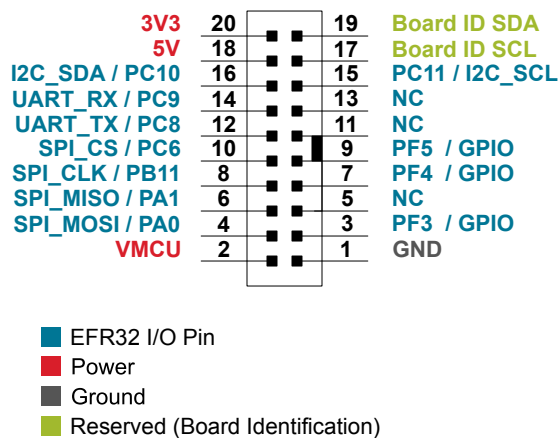 3V3 20 19 Board ID SDA
5V 18 17 Board ID SCL
I2C_SDA / PC10 16 15 PC11 / I2C_SCL
UART_RX / PC9 14 13 NC
UART_TX / PC8 12 11 NC
SPI_CS / PC6 10 9 PF5 / GPIO
SPI_CLK / PB11 8 7 PF4 / GPIO
SPI_MISO / PA1 6 5 NC
SPI_MOSI / PA0 4 3 PF3 / GPIO
VMCU 2 1 GND
EFR32 I/O Pin
Power
Ground
Reserved (Board Identification)